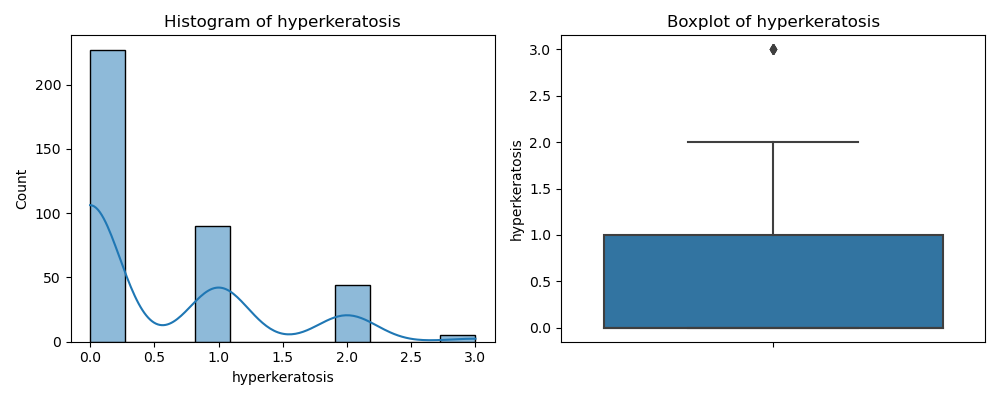 Histogram of hyperkeratosis
Count
200
150
100
50
0
0.0 0.5 1.0 1.5 2.0 2.5 3.0
hyperkeratosis
Boxplot of hyperkeratosis
hyperkeratosis
3.0
2.5
2.0
1.5
1.0
0.5
0.0